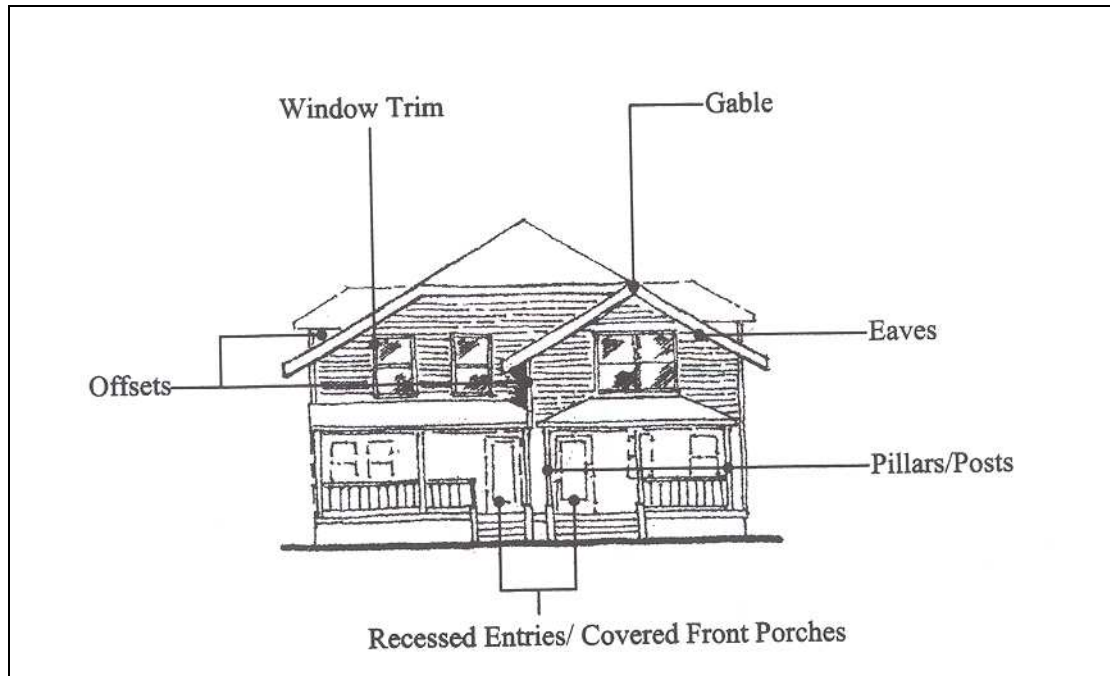 Window Trim
Gable
Eaves
Offsets
Pillars/Posts
Recessed Entries/ Covered Front Porches